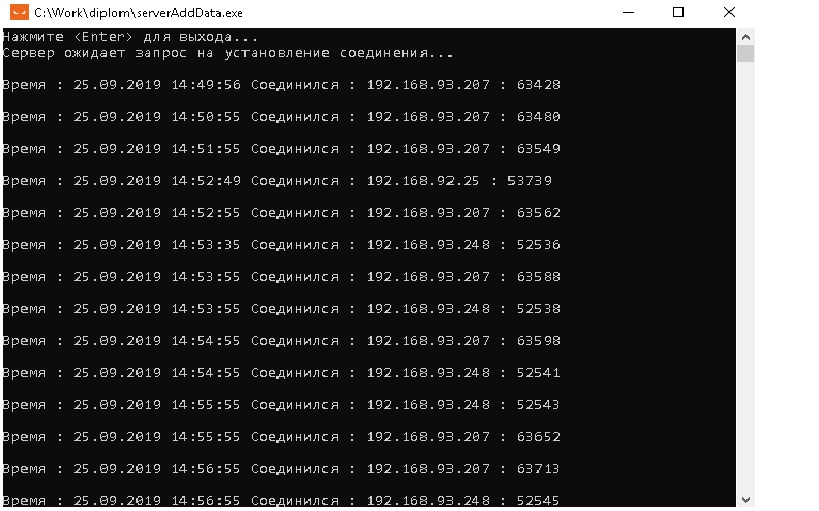 C:\Work\diplom\serverAddData.exe
Нажмите <Enter> для выхода...
Сервер ожидает запрос на установление соединения...
Время : 25.09.2019 14:49:56 Соединился : 192.168.93.207 : 63428
Время : 25.09.2019 14:50:55 Соединился : 192.168.93.207 : 63480
Время : 25.09.2019 14:51:55 Соединился : 192.168.93.207 : 63549
Время : 25.09.2019 14:52:49 Соединился : 192.168.92.25 : 53739
Время : 25.09.2019 14:52:55 Соединился : 192.168.93.207 : 63562
Время : 25.09.2019 14:53:35 Соединился : 192.168.93.248 : 52536
Время : 25.09.2019 14:53:55 Соединился : 192.168.93.207 : 63588
Время : 25.09.2019 14:53:55 Соединился : 192.168.93.248 : 52538
Время : 25.09.2019 14:54:55 Соединился : 192.168.93.207 : 63598
Время : 25.09.2019 14:54:55 Соединился : 192.168.93.248 : 52541
Время : 25.09.2019 14:55:55 Соединился : 192.168.93.248 : 52543
Время : 25.09.2019 14:55:55 Соединился : 192.168.93.207 : 63652
Время : 25.09.2019 14:56:55 Соединился : 192.168.93.207 : 63713
Время : 25.09.2019 14:56:55 Соединился : 192.168.93.248 : 52545